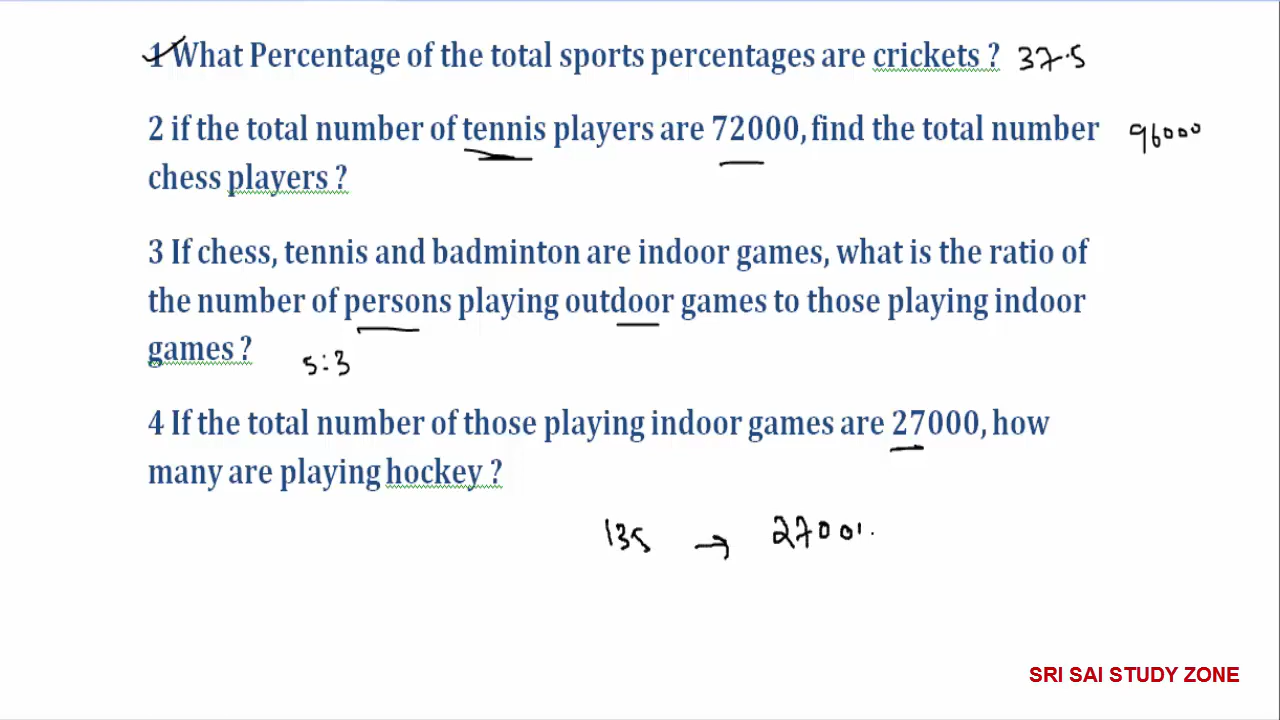 1 What Percentage of the total sports percentages are crickets ? 37.5
2 if the total number of tennis players are 72000, find the total number 96000
chess players ?
3 If chess, tennis and badminton are indoor games, what is the ratio of
the number of persons playing outdoor games to those playing indoor
games ? 5:3
4 If the total number of those playing indoor games are 27000, how
many are playing hockey ?
135 → 2700
SRI SAI STUDY ZONE